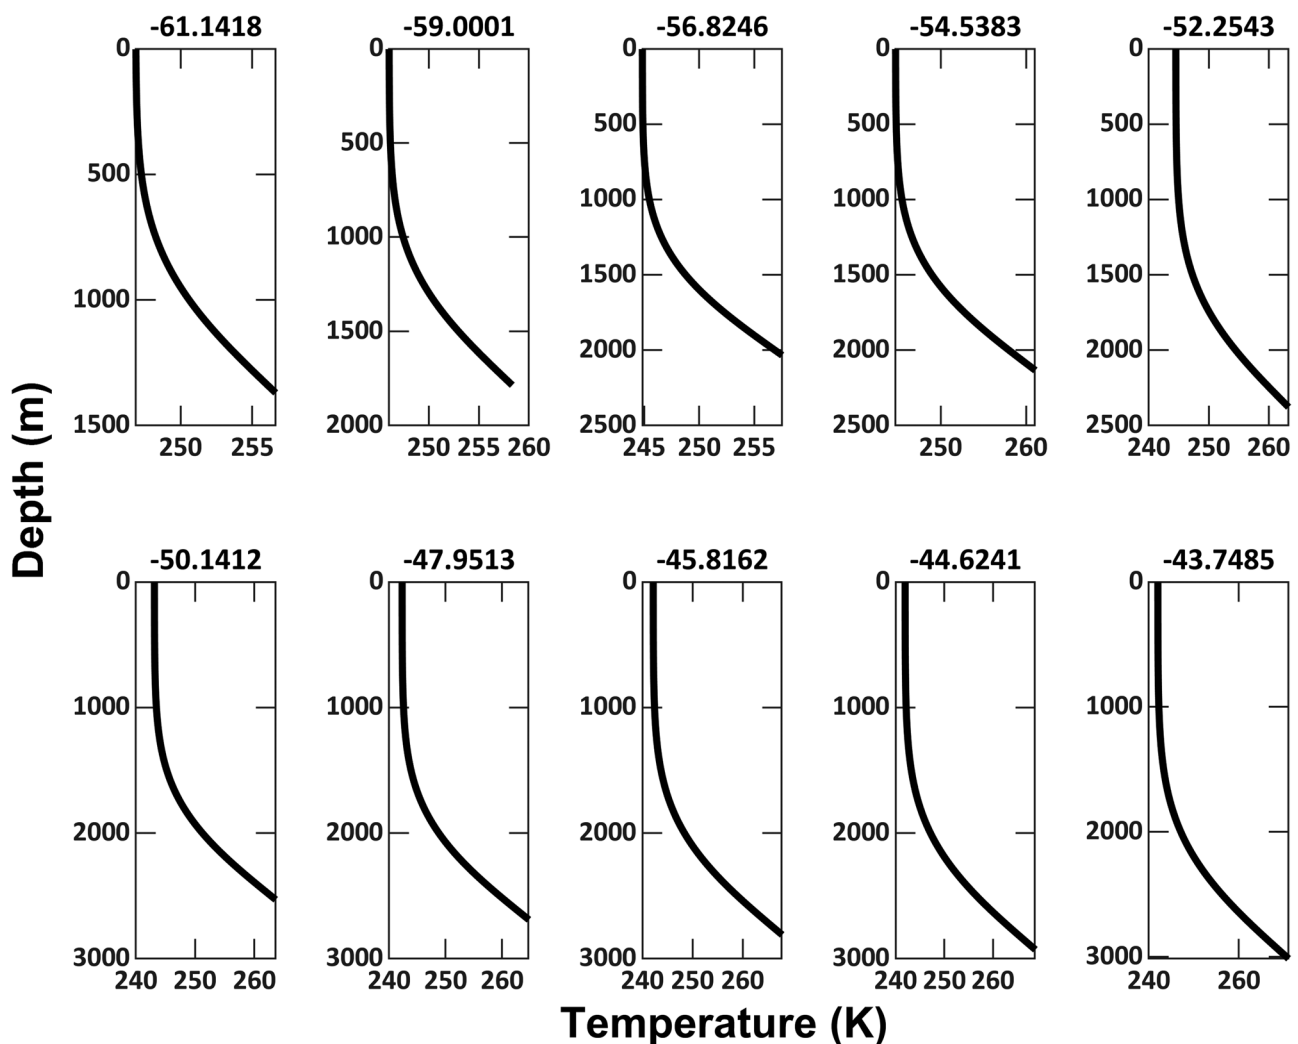 -61.1418 -59.0001 -56.8246 -54.5383 -52.2543
0 0 0 0 0
500 500 500 500 500
1000 1000 1000 1000 1000
1500 1500 1500 1500 1500
2000 2000 2000 2000
2500 2500 2500
250 255 250 255 260 245 250 255 250 260 240 250 260
Depth (m)
-50.1412 -47.9513 -45.8162 -44.6241 -43.7485
0 0 0 0 0
1000 1000 1000 1000 1000
2000 2000 2000 2000 2000
3000 3000 3000 3000 3000
240 250 260 240 250 260 240 250 260 240 250 260 240 260
Temperature (K)